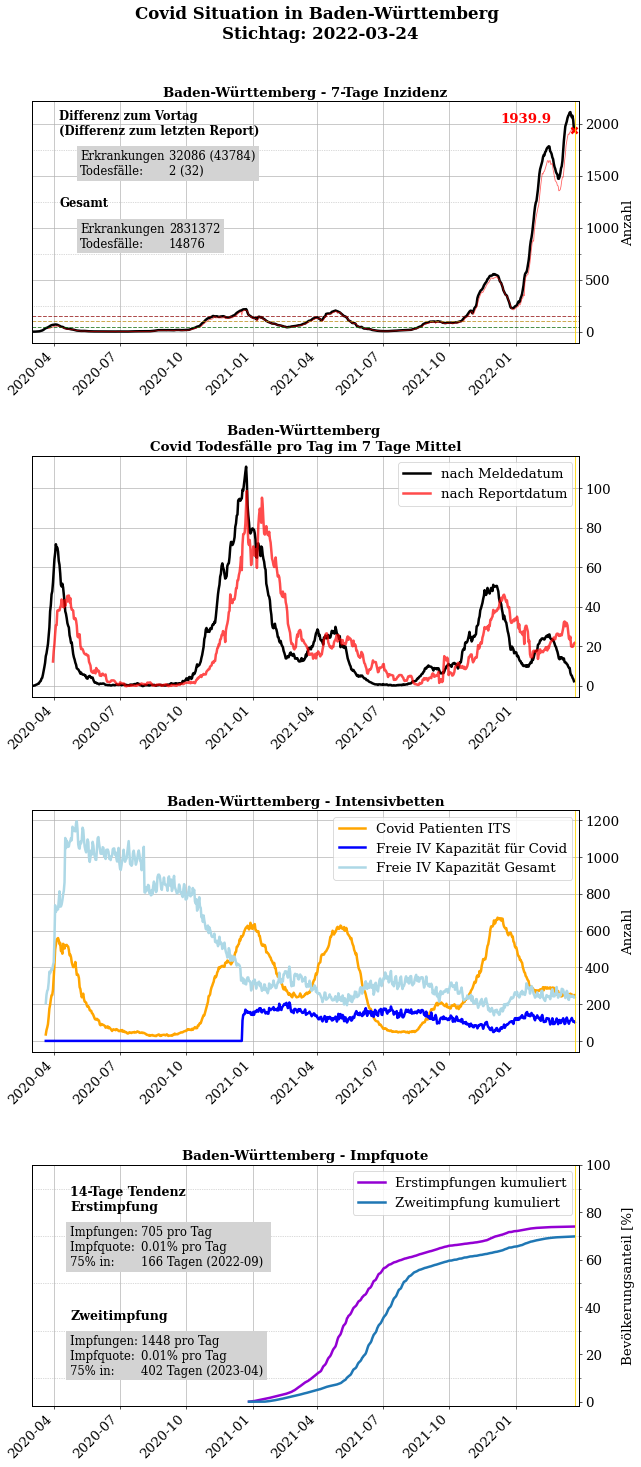 Covid Situation in Baden-Württemberg
Stichtag: 2022-03-24
Baden-Württemberg - 7-Tage Inzidenz
Differenz zum Vortag
(Differenz zum letzten Report)
Erkrankungen 32086 (43784)
Todesfälle: 2 (32)
Gesamt
Erkrankungen 2831372
Todesfälle: 14876
1939.9
2000
1500
1000
500
0
Anzahl
2020-04 2020-07 2020-10 2021-01 2021-04 2021-07 2021-10 2022-01
Baden-Württemberg
Covid Todesfälle pro Tag im 7 Tage Mittel
nach Meldedatum
nach Reportdatum
100
80
60
40
20
0
2020-04 2020-07 2020-10 2021-01 2021-04 2021-07 2021-10 2022-01
Baden-Württemberg - Intensivbetten
Covid Patienten ITS
Freie IV Kapazität für Covid
Freie IV Kapazität Gesamt
1200
1000
800
600
400
200
0
Anzahl
2020-04 2020-07 2020-10 2021-01 2021-04 2021-07 2021-10 2022-01
Baden-Württemberg - Impfquote
14-Tage Tendenz
Erstimpfung
Impfungen: 705 pro Tag
Impfquote: 0.01% pro Tag
75% in: 166 Tagen (2022-09)
Zweitimpfung
Impfungen: 1448 pro Tag
Impfquote: 0.01% pro Tag
75% in: 402 Tagen (2023-04)
Erstimpfungen kumuliert
Zweitimpfung kumuliert
100
80
60
40
20
0
Bevölkerungsanteil [%]
2020-04 2020-07 2020-10 2021-01 2021-04 2021-07 2021-10 2022-01